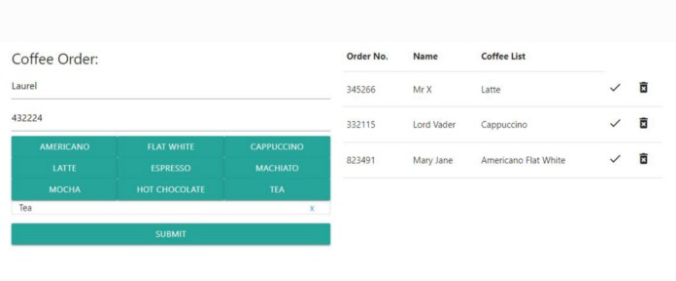 Coffee Order:
Laurel
432224
AMERICANO FLAT WHITE CAPPUCCINO
LATTE ESPRESSO MACHIATO
MOCHA HOT CHOCOLATE TEA
Tea x
SUBMIT
Order No. Name Coffee List
345266 Mr X Latte
332115 Lord Vader Cappuccino
823491 Mary Jane Americano Flat White